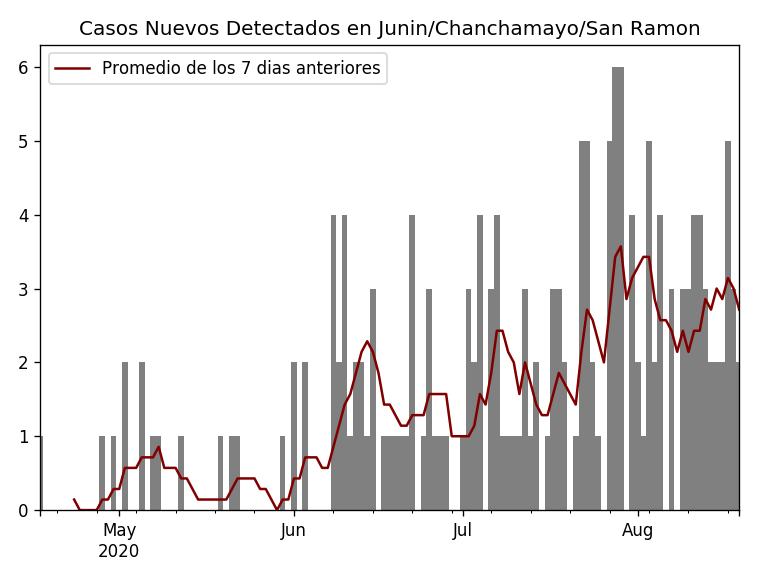 Casos Nuevos Detectados en Junin/Chanchamayo/San Ramon
Promedio de los 7 dias anteriores
6
5
4
3
2
1
0
May
2020
Jun
Jul
Aug